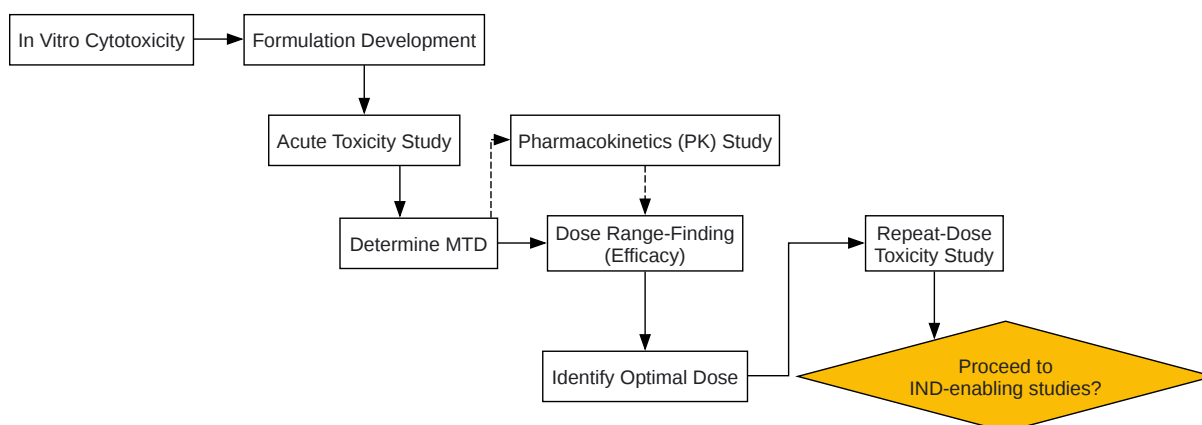 In Vitro Cytotoxicity
Formulation Development
Acute Toxicity Study
Pharmacokinetics (PK) Study
Determine MTD
Dose Range-Finding
(Efficacy)
Repeat-Dose
Toxicity Study
Identify Optimal Dose
Proceed to
IND-enabling studies?